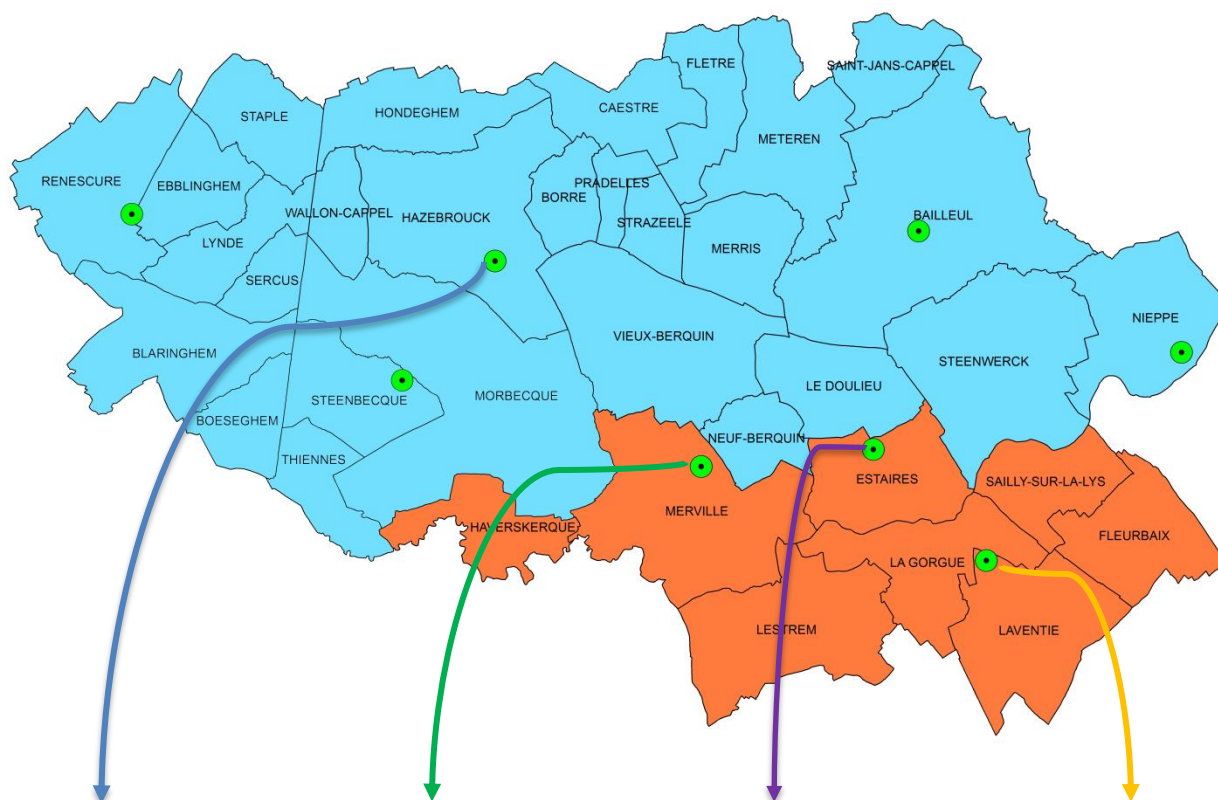 FLETRE
SAINT-JANS-CAPPEL
STAPLE
HONDEGHEM
CAESTRE
METEREN
RENESCURE
EBBLINGHEM
PRADELLES
BORRE
WALLON-CAPPEL
HAZEBROUCK
STRAZEELE
BAILLEUL
LYNDE
MERRIS
SERCUS
NIEPPE
BLARINGHEM
VIEUX-BERQUIN
STEENWERCK
LE DOULIEU
STEENBECQUE
MORBECQUE
BOESEGHEM
NEUF-BERQUIN
THIENNES
ESTAIRES
SAILLY-SUR-LA-LYS
MERVILLE
HAVERSKERQUE
FLEURBAIX
LA GORGUE
LESTREM
LAVENTIE